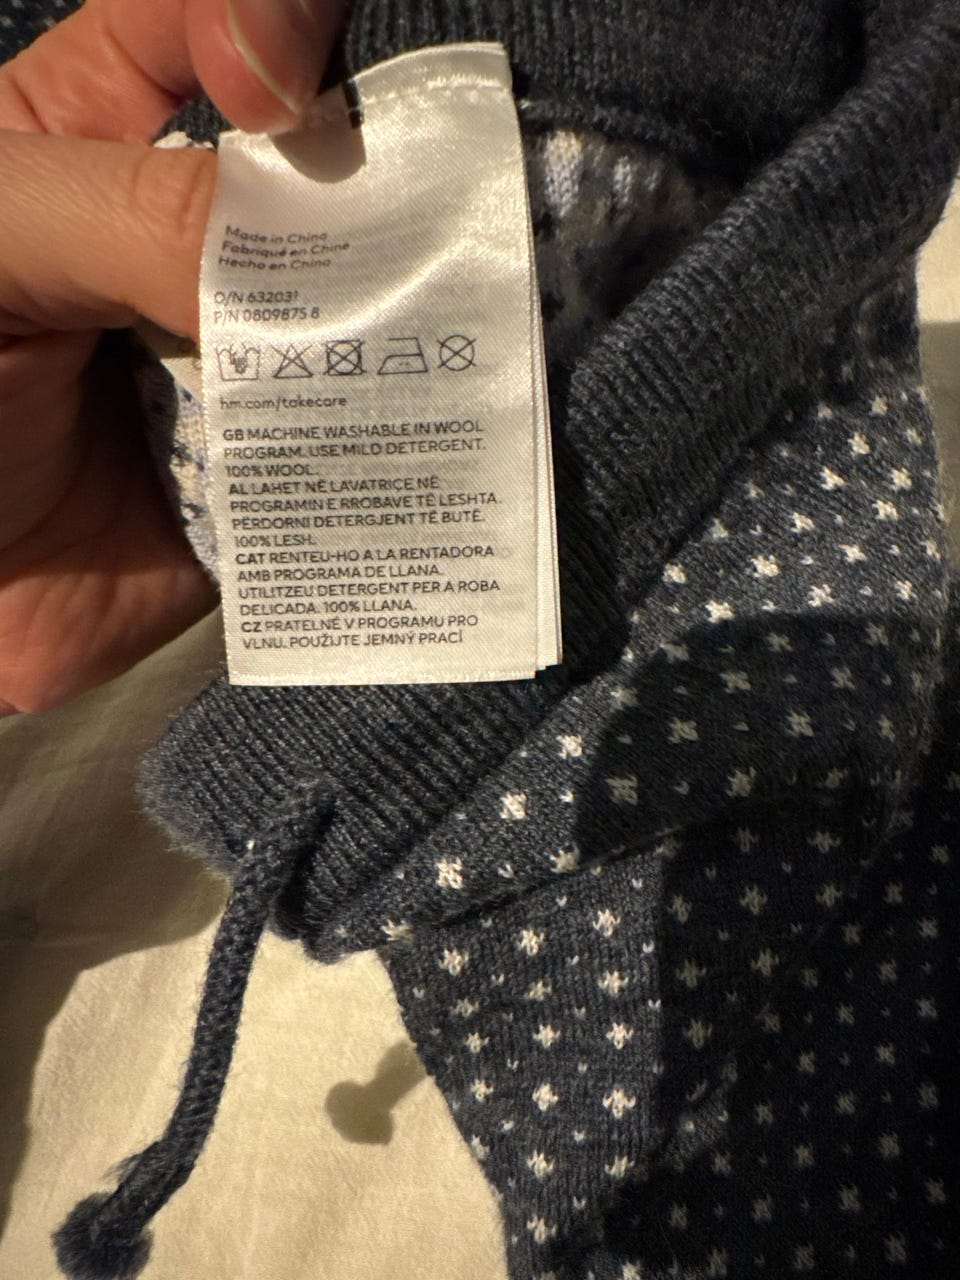 Made in China
Fabriqué en Chine
Hecho en China
O/N 632031
P/N 0809875 8
hm.com/takecare
GB MACHINE WASHABLE IN WOOL
PROGRAM. USE MILD DETERGENT.
100% WOOL.
AL LAHET NË LAVATRIÇE NË
PROGRAMIN E RROBAVE TË LESHTA.
PËRDORNI DETERGJENT TË BUTË.
100% LESH.
CAT RENTEU-HO A LA RENTADORA
AMB PROGRAMA DE LLANA.
UTILITZEU DETERGENT PER A ROBA
DELICADA. 100% LLANA.
CZ PRATELNÉ V PROGRAMU PRO
VLNU. POUŽIJTE JEMNÝ PRACÍ